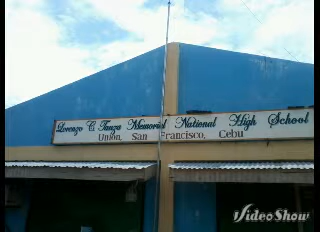 Lorenzo C. Tanza Memorial National High School
Union, San Francisco, Cebu
VideoShow